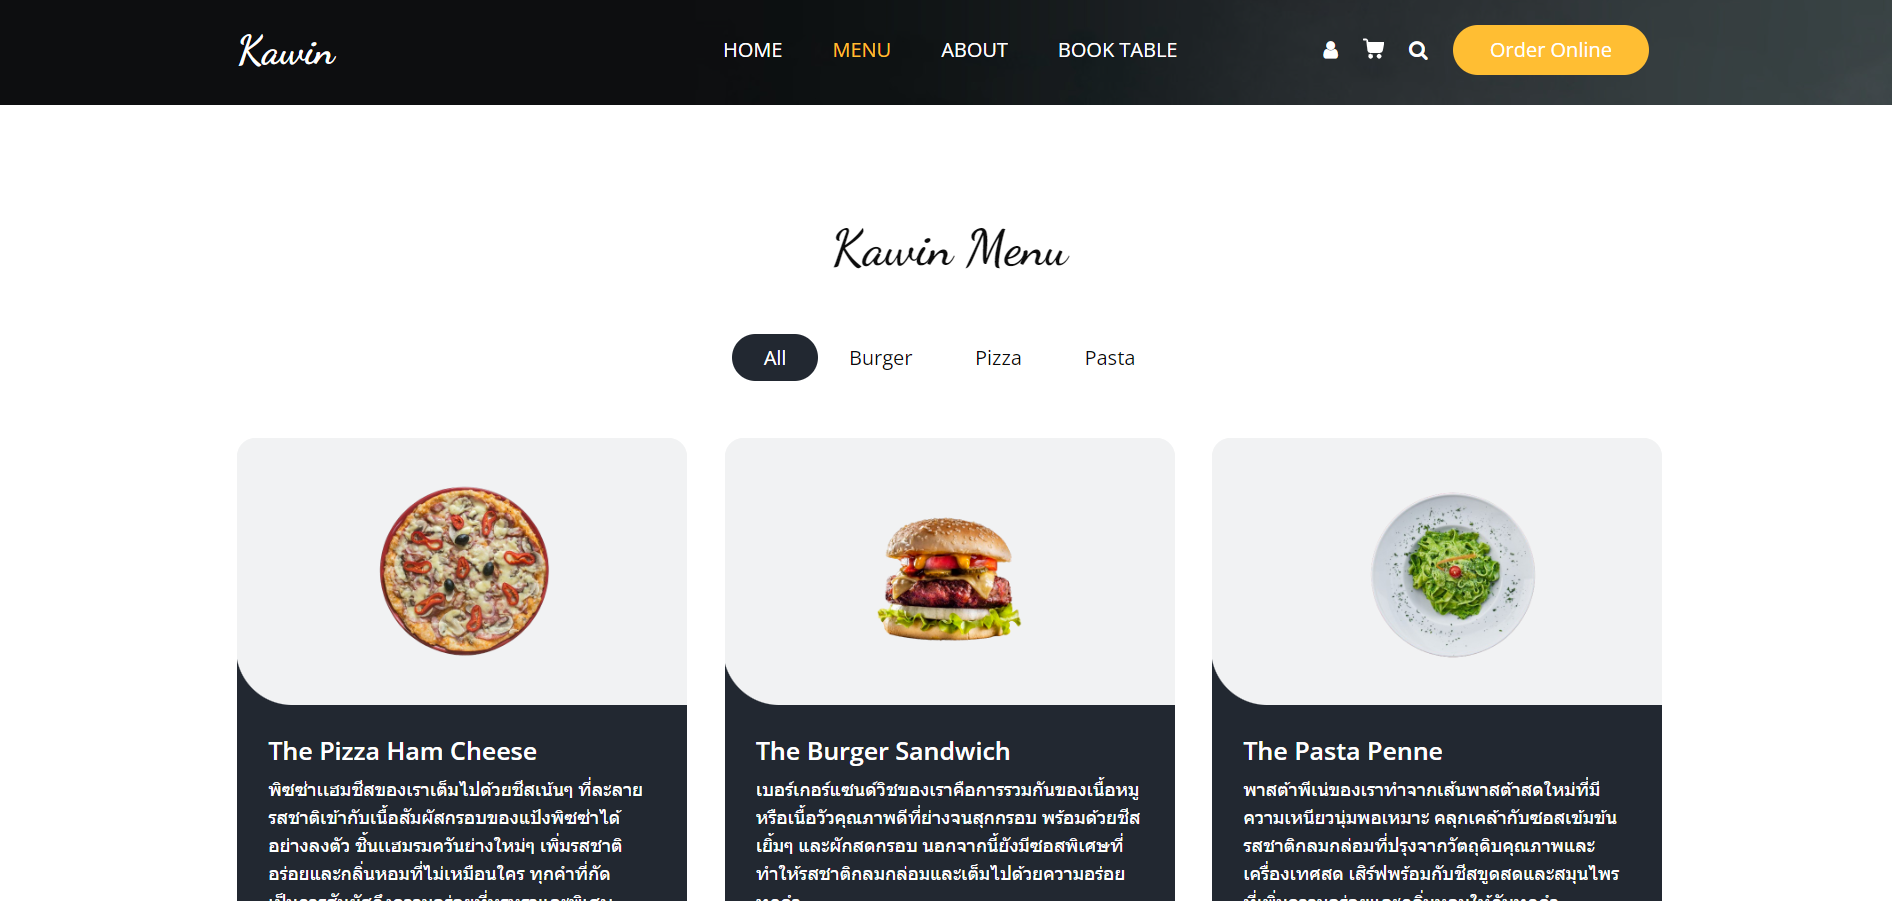 Kawin
HOME MENU ABOUT BOOK TABLE
Order Online
Kawin Menu
All Burger Pizza Pasta
The Pizza Ham Cheese
พิซซ่าแฮมชีสของเราเต็มไปด้วยชีสเน้นๆ ที่ละลาย
รสชาติเข้ากับเนื้อสัมผัสกรอบของแป้งพิซซ่าได้
อย่างลงตัว ชิ้นแฮมรมควันย่างใหม่ๆ เพิ่มรสชาติ
อร่อยและกลิ่นหอมที่ไม่เหมือนใคร ทุกคำที่กัด
The Burger Sandwich
เบอร์เกอร์แซนด์วิชของเราคือการรวมกันของเนื้อหมู
หรือเนื้อวัวคุณภาพดีที่ย่างจนสุกกรอบ พร้อมด้วยชีส
เยิ้มๆ และผักสดกรอบ นอกจากนี้ยังมีซอสพิเศษที่
ทำให้รสชาติกลมกล่อมและเต็มไปด้วยความอร่อย
ทุกคำ
The Pasta Penne
พาสต้าพีเน่ของเราทำจากเส้นพาสต้าสดใหม่ที่มี
ความเหนียวนุ่มพอเหมาะ คลุกเคล้ากับซอสเข้มข้น
รสชาติกลมกล่อมที่ปรุงจากวัตถุดิบคุณภาพและ
เครื่องเทศสด เสิร์ฟพร้อมกับชีสขูดสดและสมุนไพร